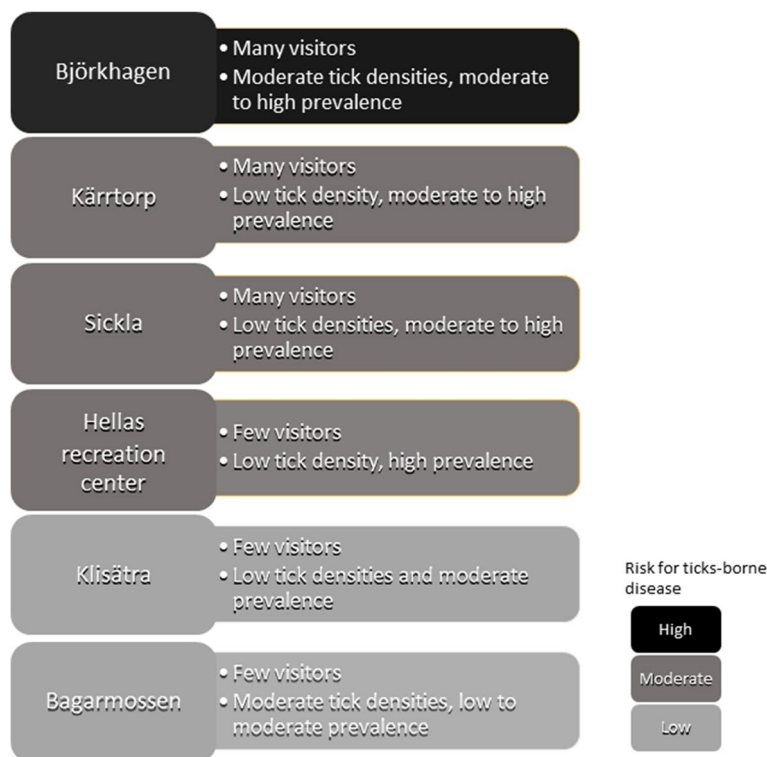 Björkhagen
• Many visitors
• Moderate tick densities, moderate
to high prevalence
Kärrtorp
• Many visitors
• Low tick density, moderate to high
prevalence
Sickla
• Many visitors
• Low tick densities, moderate to high
prevalence
Hellas
recreation
center
• Few visitors
• Low tick density, high prevalence
Klisätra
• Few visitors
• Low tick densities and moderate
prevalence
Bagarmossen
• Few visitors
• Moderate tick densities, low to
moderate prevalence
Risk for ticks-borne
disease
High
Moderate
Low